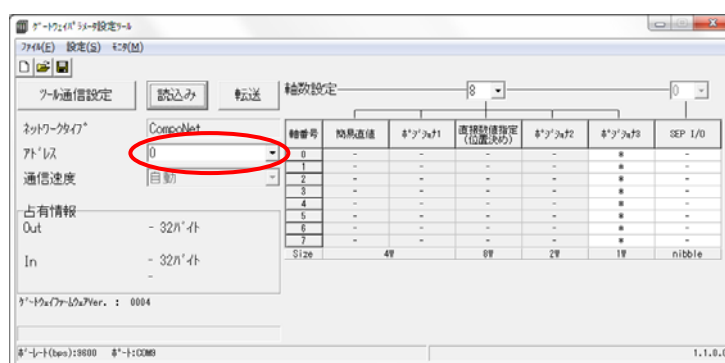 ゲートウェイパラメータ設定ツール
ファイル(F) 設定(S) モニタ(M)
ツール通信設定 読込み 転送
軸数設定 8 0
ネットワークタイプ CompoNet
アドレス 0
通信速度 自動
占有情報
Out - 32バイト
In - 32バイト
-
ゲートウェイファームウェアVer. : 0004
軸番号 簡易直値 ポジショナ1 直接数値指定(位置決め) ポジショナ2 ポジショナ3 SEP I/O
0 - - - - * -
1 - - - - * -
2 - - - - * -
3 - - - - * -
4 - - - - * -
5 - - - - * -
6 - - - - * -
7 - - - - * -
Size 4W 8W 2W 1W nibble
ボーレート(bps):9600 ポート:COM9
1.1.0.